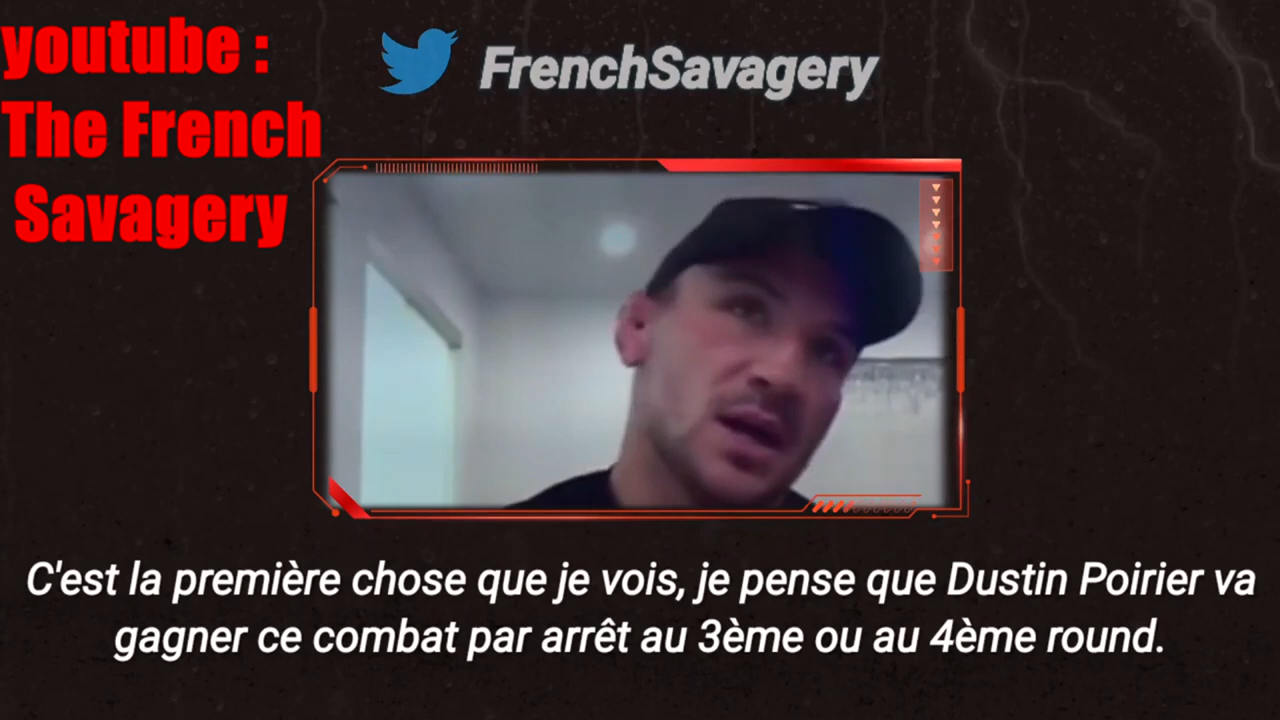 youtube :
The French
Savagery
FrenchSavagery
C'est la première chose que je vois, je pense que Dustin Poirier va
gagner ce combat par arrêt au 3ème ou au 4ème round.